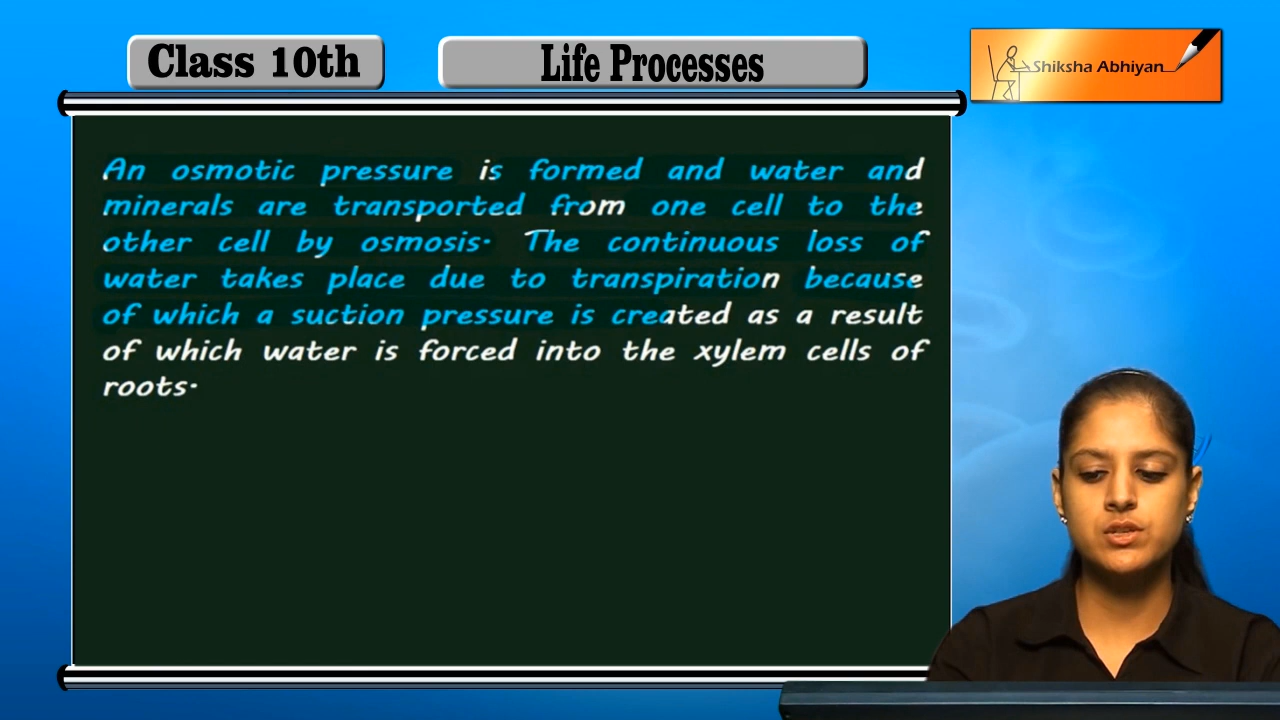 Class 10th
Life Processes
Shiksha Abhiyan
An osmotic pressure is formed and water and
minerals are transported from one cell to the
other cell by osmosis. The continuous loss of
water takes place due to transpiration because
of which a suction pressure is created as a result
of which water is forced into the xylem cells of
roots.